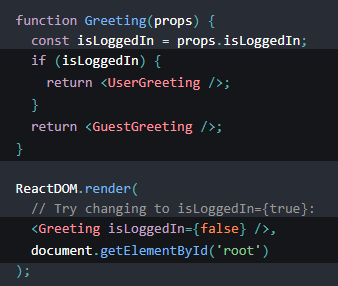 function Greeting(props) {
  const isLoggedIn = props.isLoggedIn;
  if (isLoggedIn) {
    return <UserGreeting />;
  }
  return <GuestGreeting />;
}

ReactDOM.render(
  // Try changing to isLoggedIn={true}:
  <Greeting isLoggedIn={false} />,
  document.getElementById('root')
);